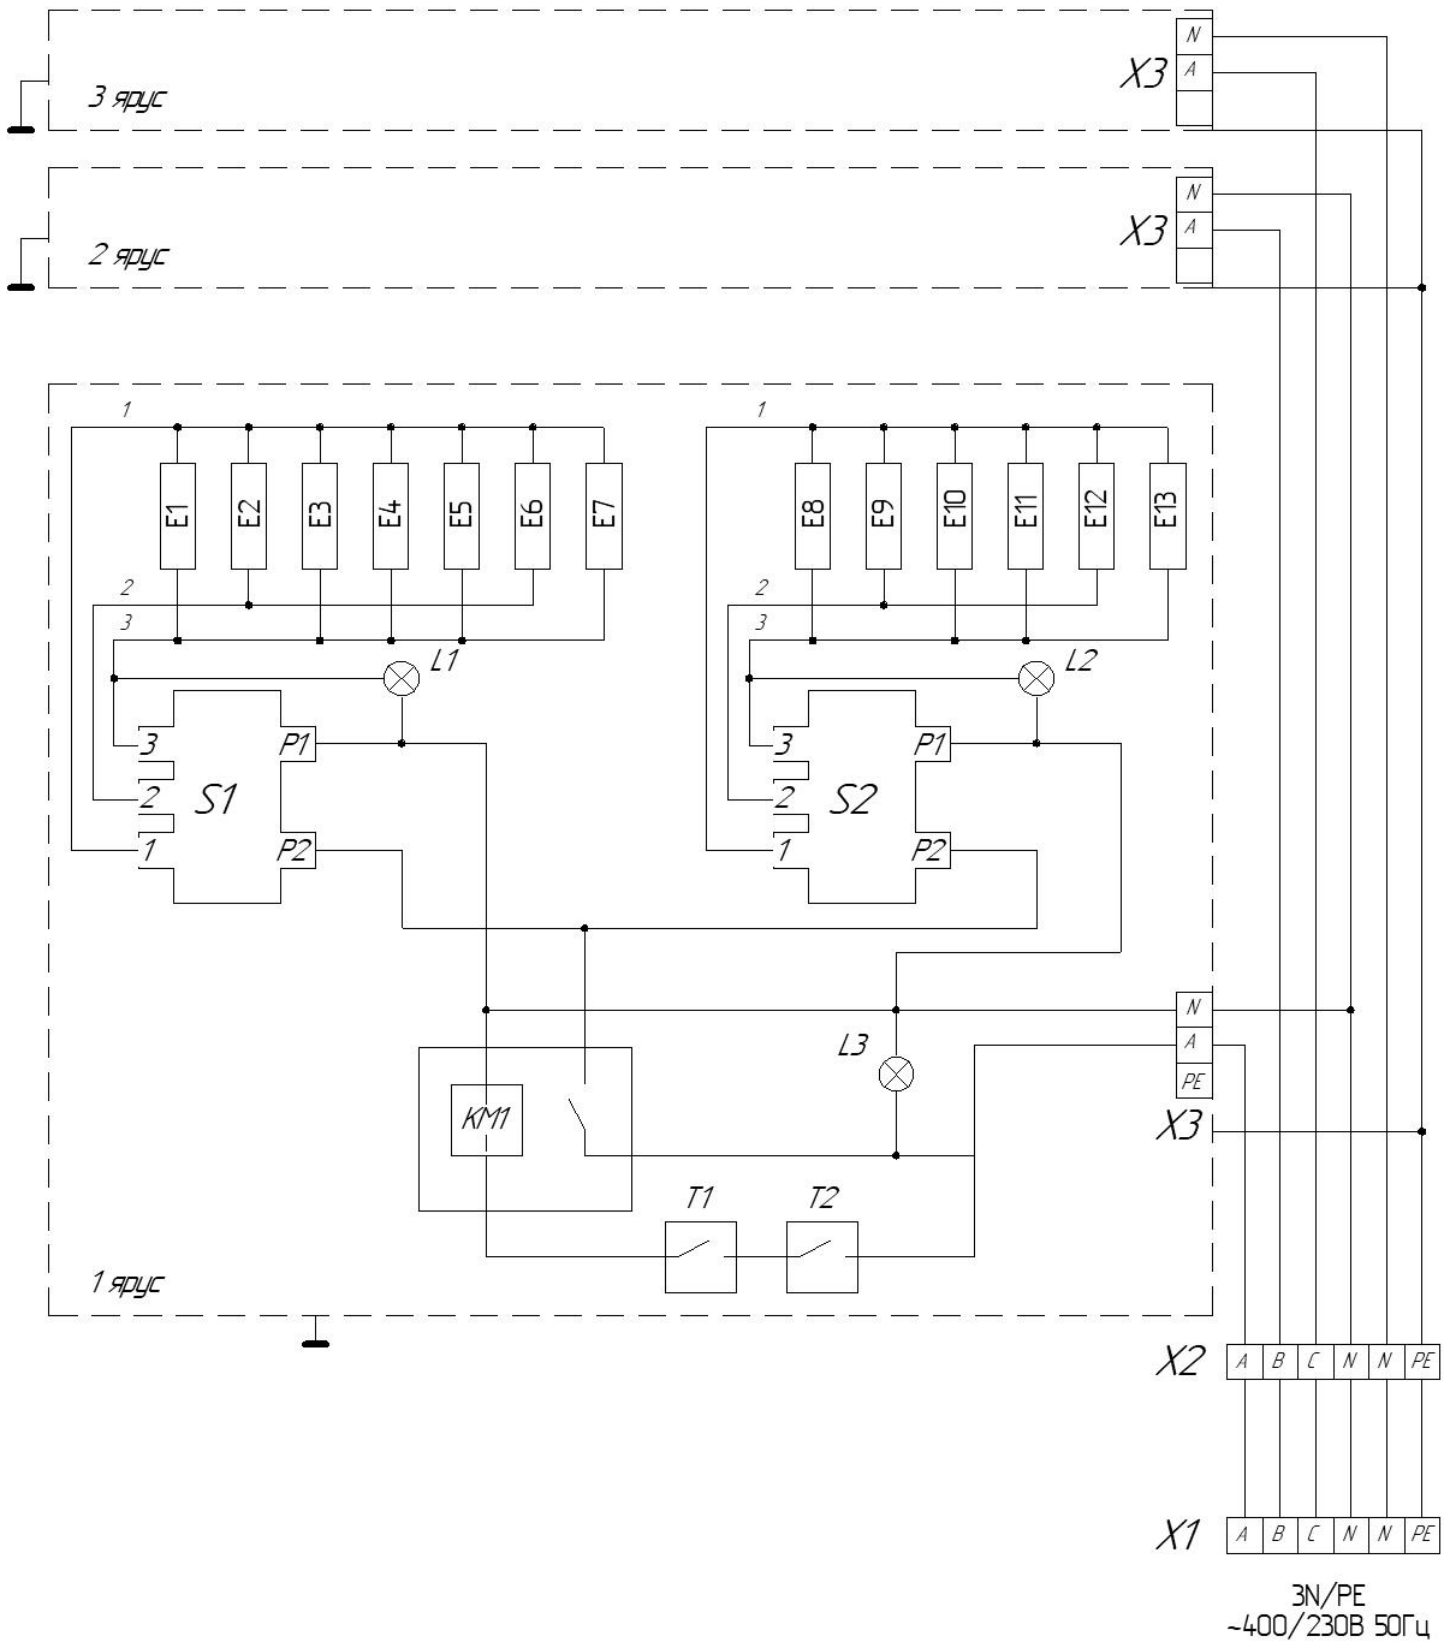 N
X3 A
3 ярус
N
X3 A
2 ярус
1 1
E1 E2 E3 E4 E5 E6 E7 E8 E9 E10 E11 E12 E13
2 2
3 3
L1 L2
3 P1 3 P1
2 S1 2 S2
1 P2 1 P2
N
L3 A
PE
KM1 X3
T1 T2
1 ярус
X2 A B C N N PE
X1 A B C N N PE
3N/PE
~400/230В 50Гц